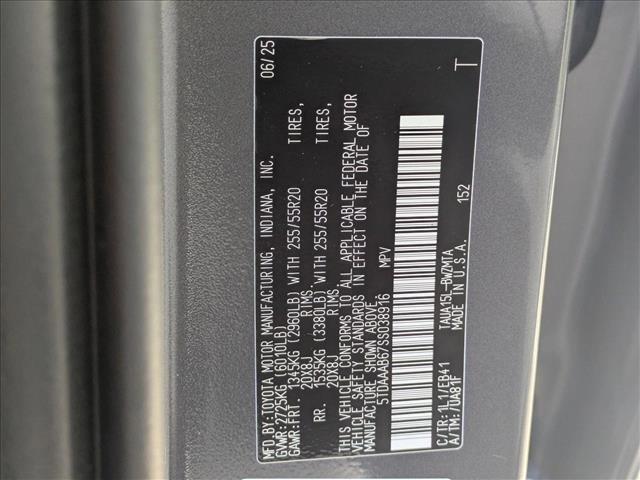 MFD.BY:TOYOTA MOTOR MANUFACTURING, INDIANA, INC. 06/25
GVWR:2725KG(6010LB)
GAWR:FRT. 1345KG (2960LB) WITH 255/55R20 TIRES,
20X8J RIMS.
RR. 1535KG (3380LB) WITH 255/55R20 TIRES,
20X8J RIMS.
THIS VEHICLE CONFORMS TO ALL APPLICABLE FEDERAL MOTOR
VEHICLE SAFETY STANDARDS IN EFFECT ON THE DATE OF
MANUFACTURE SHOWN ABOVE.
5TDAAAB67SS038916 MPV
C/TR:1L1/EB41 TAUA15L-BWZMTA 152
A/TM:/UA81F MADE IN U.S.A.
T